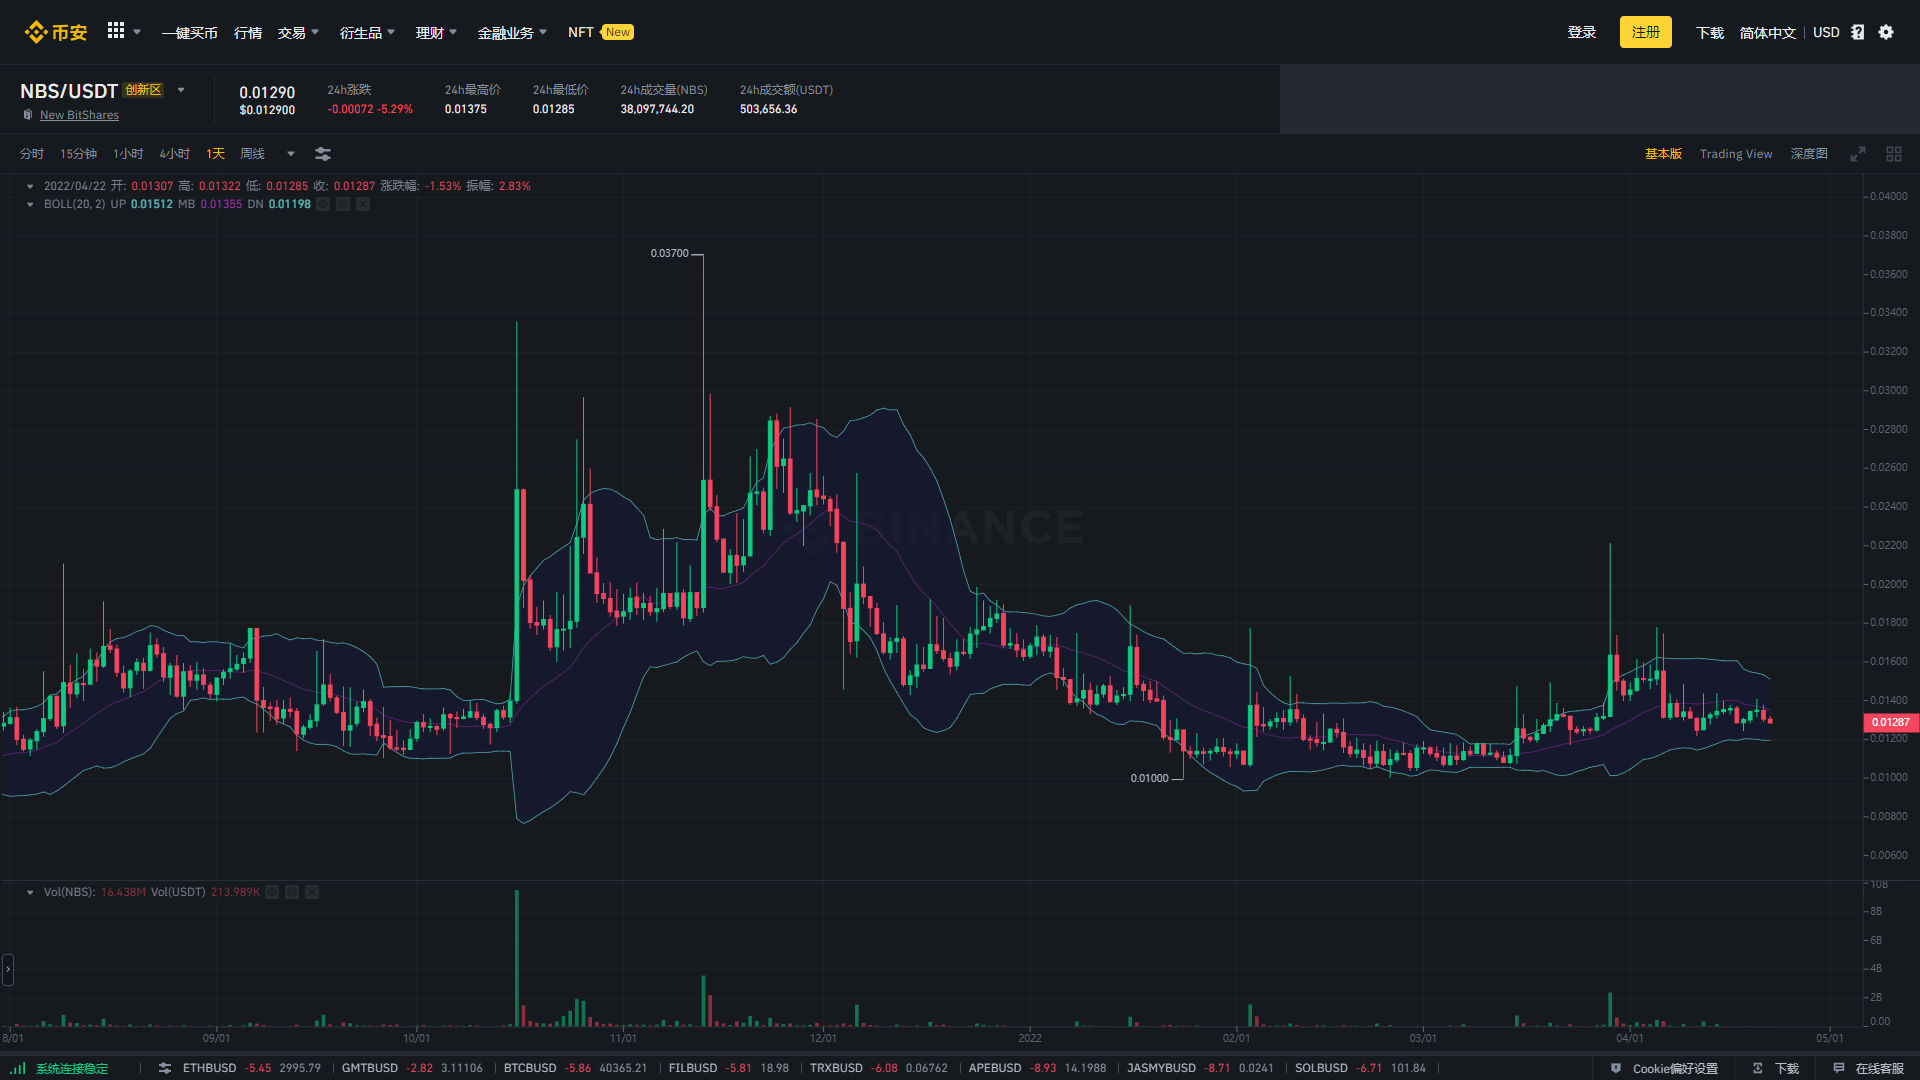 币安 一键买币 行情 交易 衍生品 理财 金融业务 NFT New 登录 注册 下载 简体中文 USD
NBS/USDT 创新区 0.01290 24h涨跌 24h最高价 24h最低价 24h成交量(NBS) 24h成交额(USDT)
New BitShares $0.012900 -0.00072 -5.29% 0.01375 0.01285 38,097,744.20 503,656.36
分时 15分钟 1小时 4小时 1天 周线 基本版 Trading View 深度图
2022/04/22 开: 0.01307 高: 0.01322 低: 0.01285 收: 0.01287 涨跌幅: -1.53% 振幅: 2.83%
BOLL(20, 2) UP 0.01512 MB 0.01355 DN 0.01198
0.04000
0.03800
0.03700
0.03600
0.03400
0.03200
0.03000
0.02800
0.02600
0.02400
BINANCE
0.02200
0.02000
0.01800
0.01600
0.01400
0.01287
0.01200
0.01000
0.01000
0.00800
0.00600
Vol(NBS): 16.438M Vol(USDT) 213.989K
10B
8B
6B
4B
2B
0.00
8/01 09/01 10/01 11/01 12/01 2022 02/01 03/01 04/01 05/01
系统连接稳定 ETHBUSD -5.45 2995.79 GMTBUSD -2.82 3.11106 BTCBUSD -5.86 40365.21 FILBUSD -5.81 18.98 TRXBUSD -6.08 0.06762 APEBUSD -8.93 14.1988 JASMYBUSD -8.71 0.0241 SOLBUSD -6.71 101.84 Cookie偏好设置 下载 在线客服